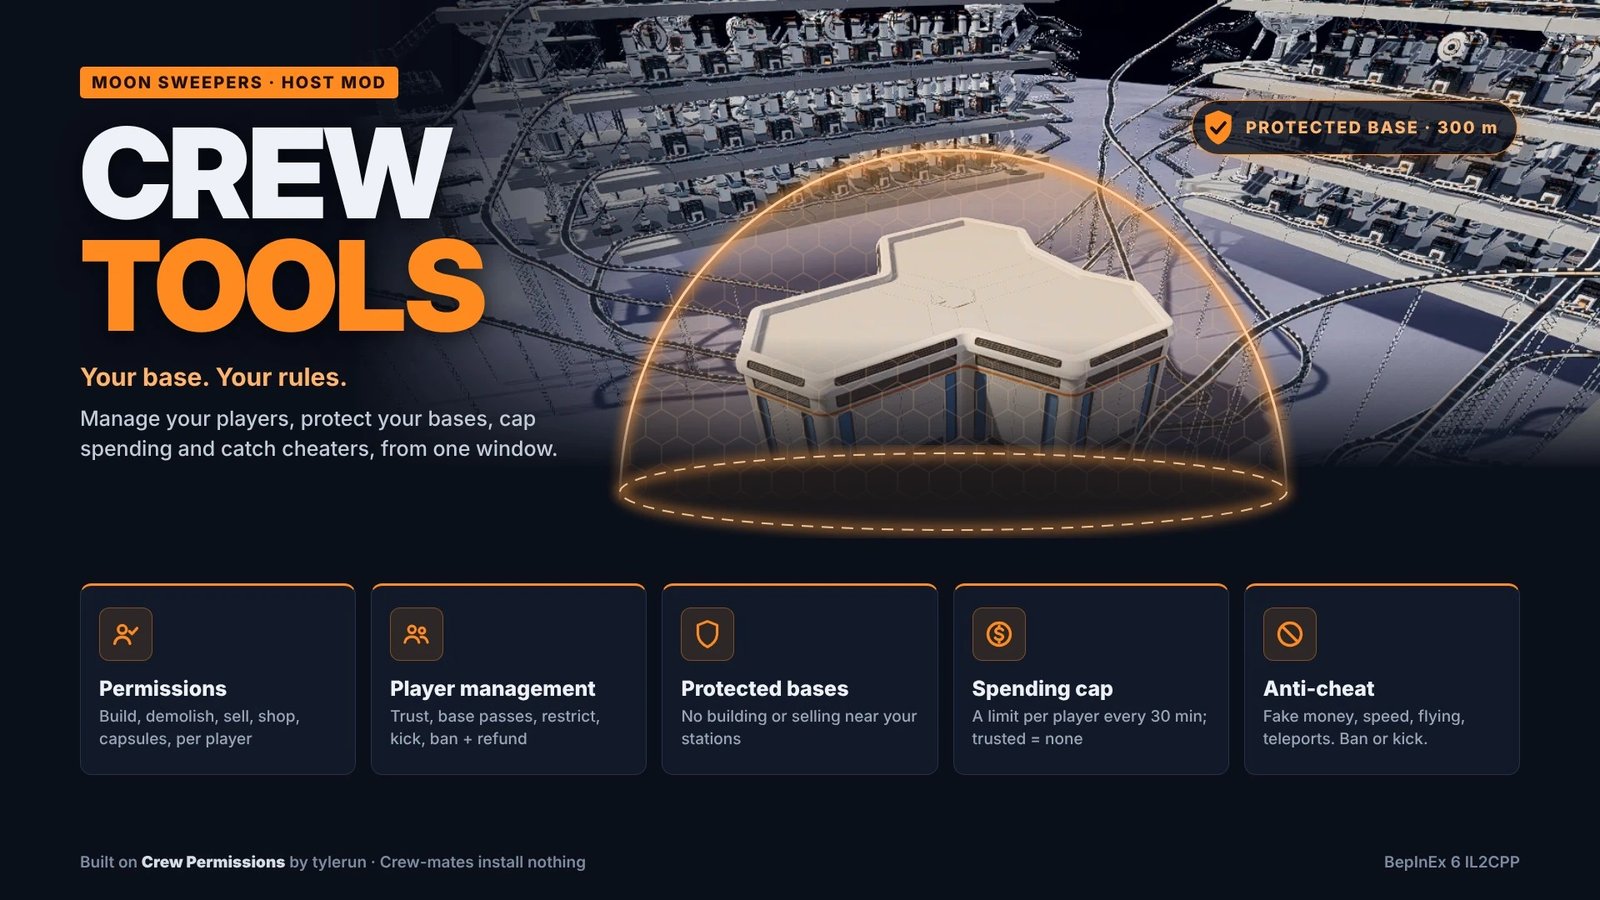 MOON SWEEPERS · HOST MOD
CREW
TOOLS
Your base. Your rules.
Manage your players, protect your bases, cap
spending and catch cheaters, from one window.
PROTECTED BASE · 300 m
Permissions
Build, demolish, sell, shop,
capsules, per player
Player management
Trust, base passes, restrict,
kick, ban + refund
Protected bases
No building or selling near your
stations
Spending cap
A limit per player every 30 min;
trusted = none
Anti-cheat
Fake money, speed, flying,
teleports. Ban or kick.
Built on Crew Permissions by tylerun · Crew-mates install nothing
BepInEx 6 IL2CPP